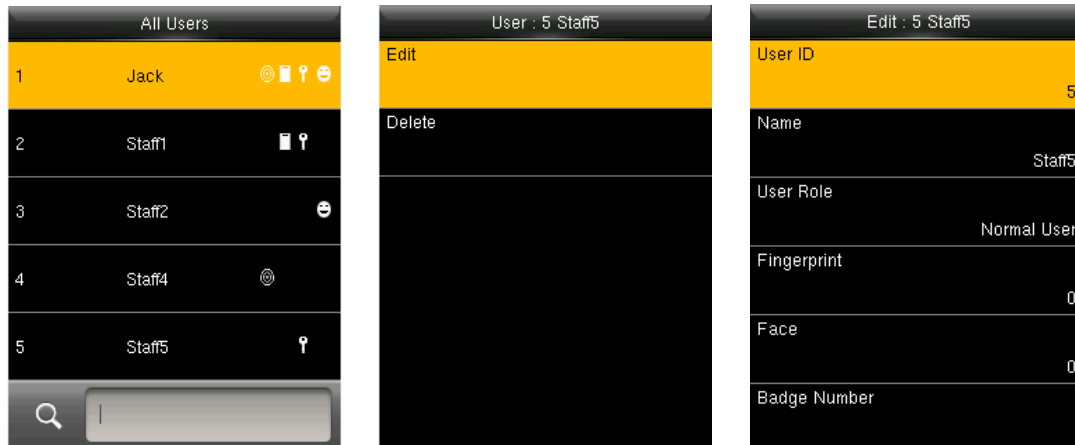 All Users
1 Jack
2 Staff1
3 Staff2
4 Staff4
5 Staff5
User : 5 Staff5
Edit
Delete
Edit : 5 Staff5
User ID
5
Name
Staff5
User Role
Normal User
Fingerprint
0
Face
0
Badge Number